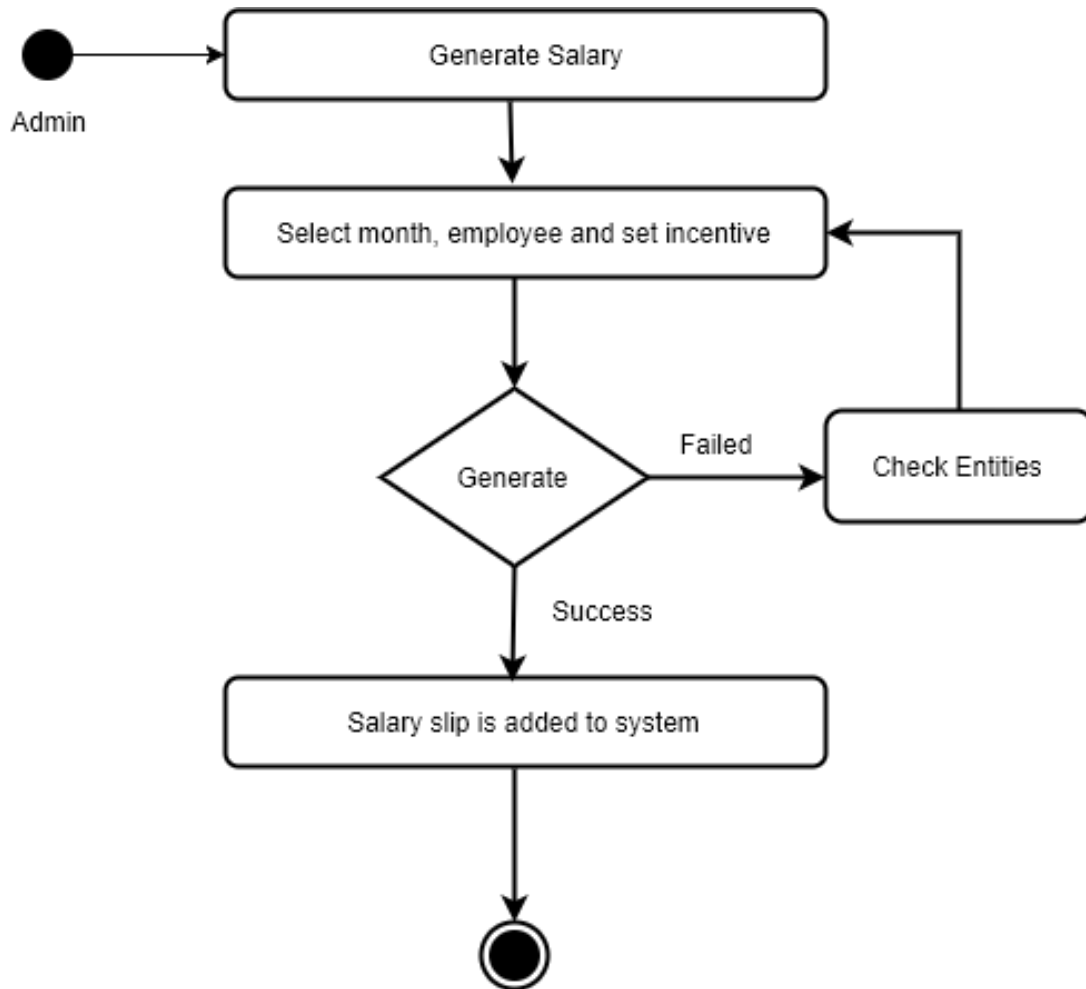 Generate Salary
Admin
Select month, employee and set incentive
Generate
Failed
Check Entities
Success
Salary slip is added to system